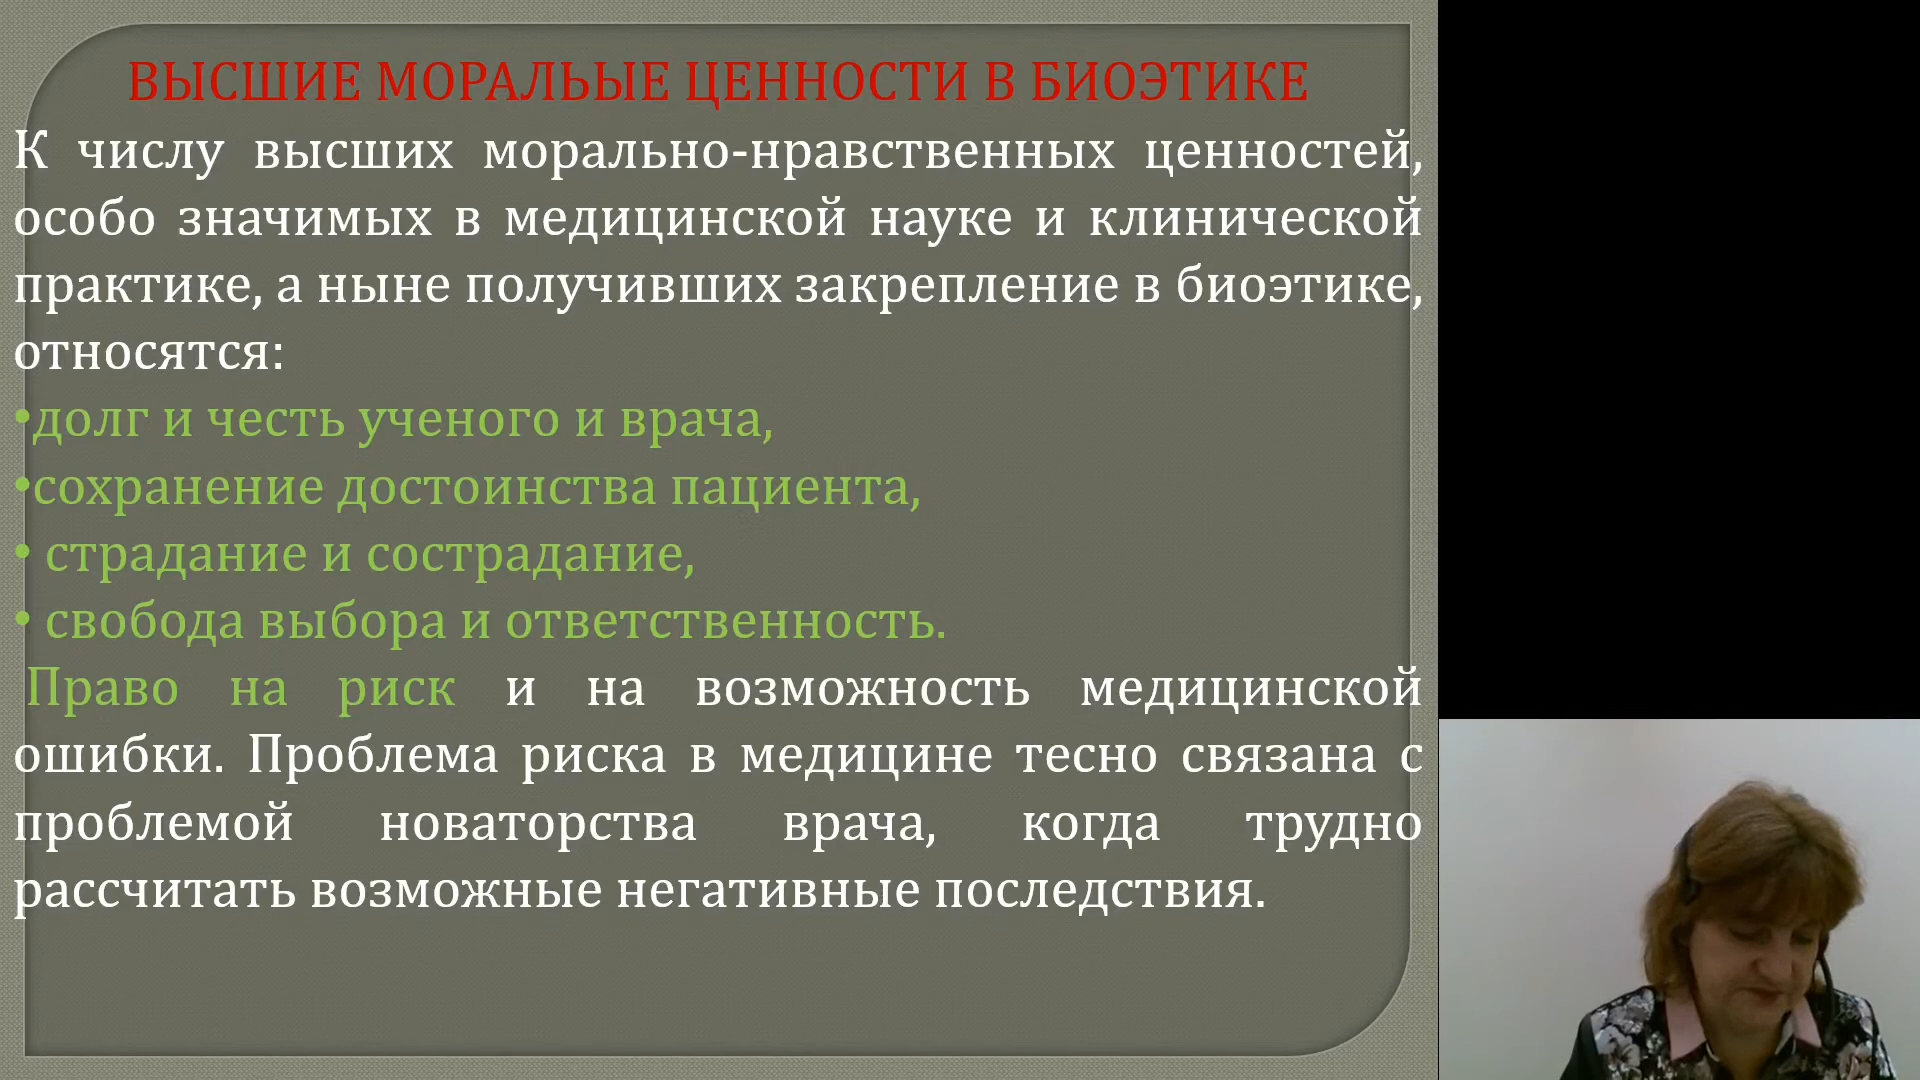 ВЫСШИЕ МОРАЛЬЫЕ ЦЕННОСТИ В БИОЭТИКЕ
К числу высших морально-нравственных ценностей,
особо значимых в медицинской науке и клинической
практике, а ныне получивших закрепление в биоэтике,
относятся:
•долг и честь ученого и врача,
•сохранение достоинства пациента,
• страдание и сострадание,
• свобода выбора и ответственность.
Право на риск и на возможность медицинской
ошибки. Проблема риска в медицине тесно связана с
проблемой новаторства врача, когда трудно
рассчитать возможные негативные последствия.